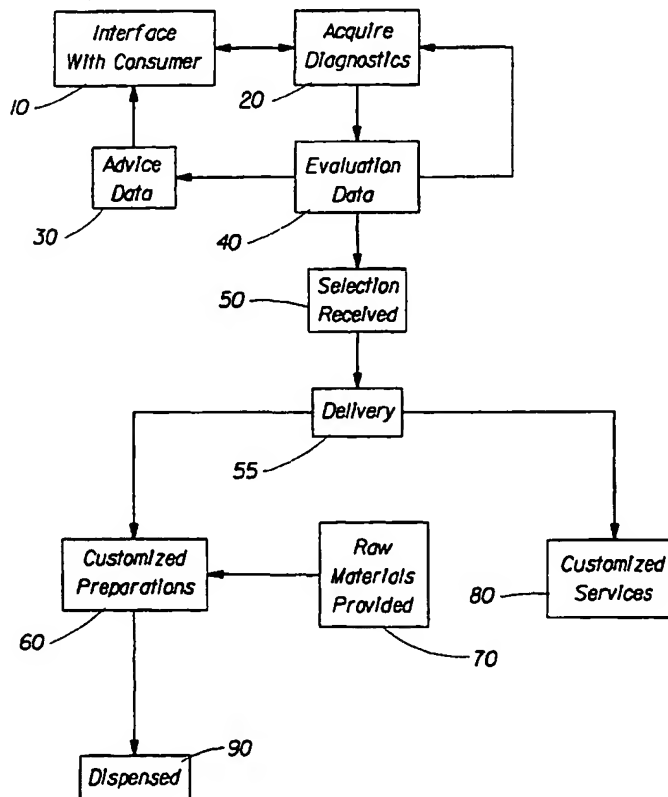 Interface
With Consumer
Acquire
Diagnostics
10
20
Advice
Data
Evaluation
Data
30
40
50
Selection
Received
Delivery
55
Customized
Preparations
Raw
Materials
Provided
Customized
Services
60
70
80
90
Dispensed